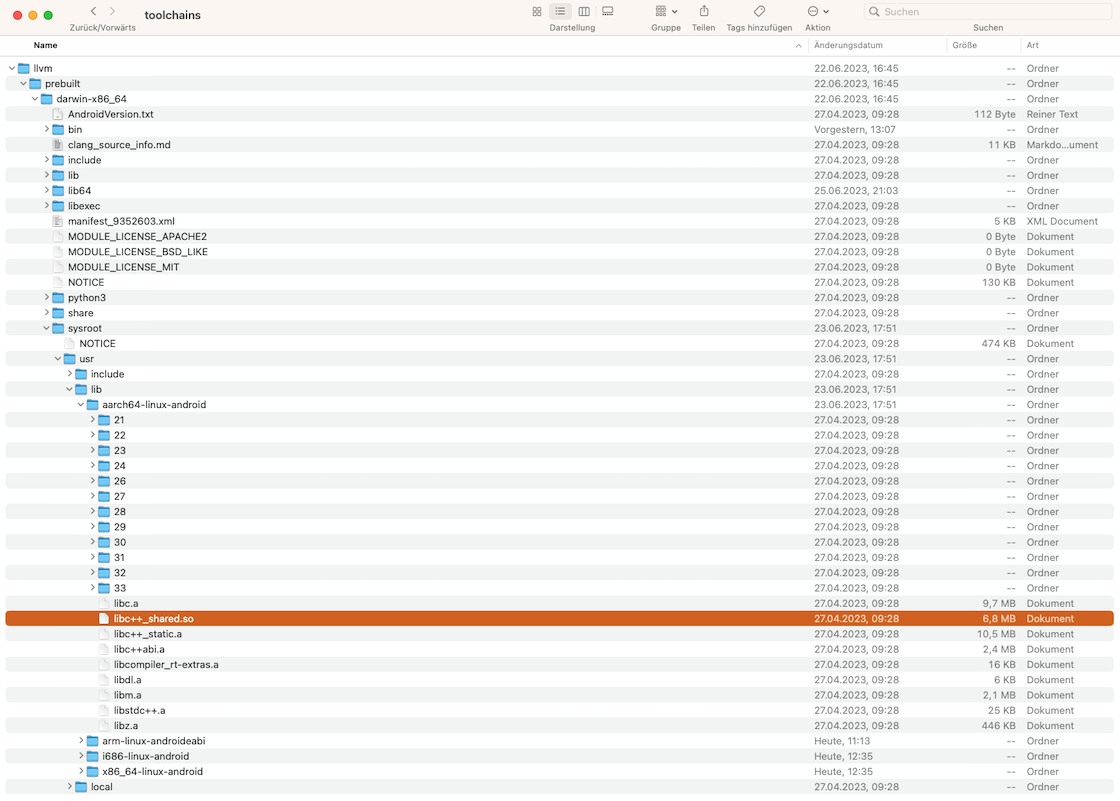 toolchains
Zurück/Vorwärts
Darstellung
Gruppe
Teilen
Tags hinzufügen
Aktion
Suchen
Suchen
Name Änderungsdatum Größe Art
llvm 22.06.2023, 16:45 -- Ordner
prebuilt 22.06.2023, 16:45 -- Ordner
darwin-x86_64 22.06.2023, 16:45 -- Ordner
AndroidVersion.txt 27.04.2023, 09:28 112 Byte Reiner Text
bin Vorgestern, 13:07 -- Ordner
clang_source_info.md 27.04.2023, 09:28 11 KB Markdo...ument
include 27.04.2023, 09:28 -- Ordner
lib 27.04.2023, 09:28 -- Ordner
lib64 25.06.2023, 21:03 -- Ordner
libexec 27.04.2023, 09:28 -- Ordner
manifest_9352603.xml 27.04.2023, 09:28 5 KB XML Document
MODULE_LICENSE_APACHE2 27.04.2023, 09:28 0 Byte Dokument
MODULE_LICENSE_BSD_LIKE 27.04.2023, 09:28 0 Byte Dokument
MODULE_LICENSE_MIT 27.04.2023, 09:28 0 Byte Dokument
NOTICE 27.04.2023, 09:28 130 KB Dokument
python3 27.04.2023, 09:28 -- Ordner
share 27.04.2023, 09:28 -- Ordner
sysroot 23.06.2023, 17:51 -- Ordner
NOTICE 27.04.2023, 09:28 474 KB Dokument
usr 23.06.2023, 17:51 -- Ordner
include 27.04.2023, 09:28 -- Ordner
lib 23.06.2023, 17:51 -- Ordner
aarch64-linux-android 23.06.2023, 17:51 -- Ordner
21 27.04.2023, 09:28 -- Ordner
22 27.04.2023, 09:28 -- Ordner
23 27.04.2023, 09:28 -- Ordner
24 27.04.2023, 09:28 -- Ordner
26 27.04.2023, 09:28 -- Ordner
27 27.04.2023, 09:28 -- Ordner
28 27.04.2023, 09:28 -- Ordner
29 27.04.2023, 09:28 -- Ordner
30 27.04.2023, 09:28 -- Ordner
31 27.04.2023, 09:28 -- Ordner
32 27.04.2023, 09:28 -- Ordner
33 27.04.2023, 09:28 -- Ordner
libc.a 27.04.2023, 09:28 9,7 MB Dokument
libc++_shared.so 27.04.2023, 09:28 6,8 MB Dokument
libc++_static.a 27.04.2023, 09:28 10,5 MB Dokument
libc++abi.a 27.04.2023, 09:28 2,4 MB Dokument
libcompiler_rt-extras.a 27.04.2023, 09:28 16 KB Dokument
libdl.a 27.04.2023, 09:28 6 KB Dokument
libm.a 27.04.2023, 09:28 2,1 MB Dokument
libstdc++.a 27.04.2023, 09:28 25 KB Dokument
libz.a 27.04.2023, 09:28 446 KB Dokument
arm-linux-androideabi Heute, 11:13 -- Ordner
i686-linux-android Heute, 12:35 -- Ordner
x86_64-linux-android Heute, 12:35 -- Ordner
local 27.04.2023, 09:28 -- Ordner